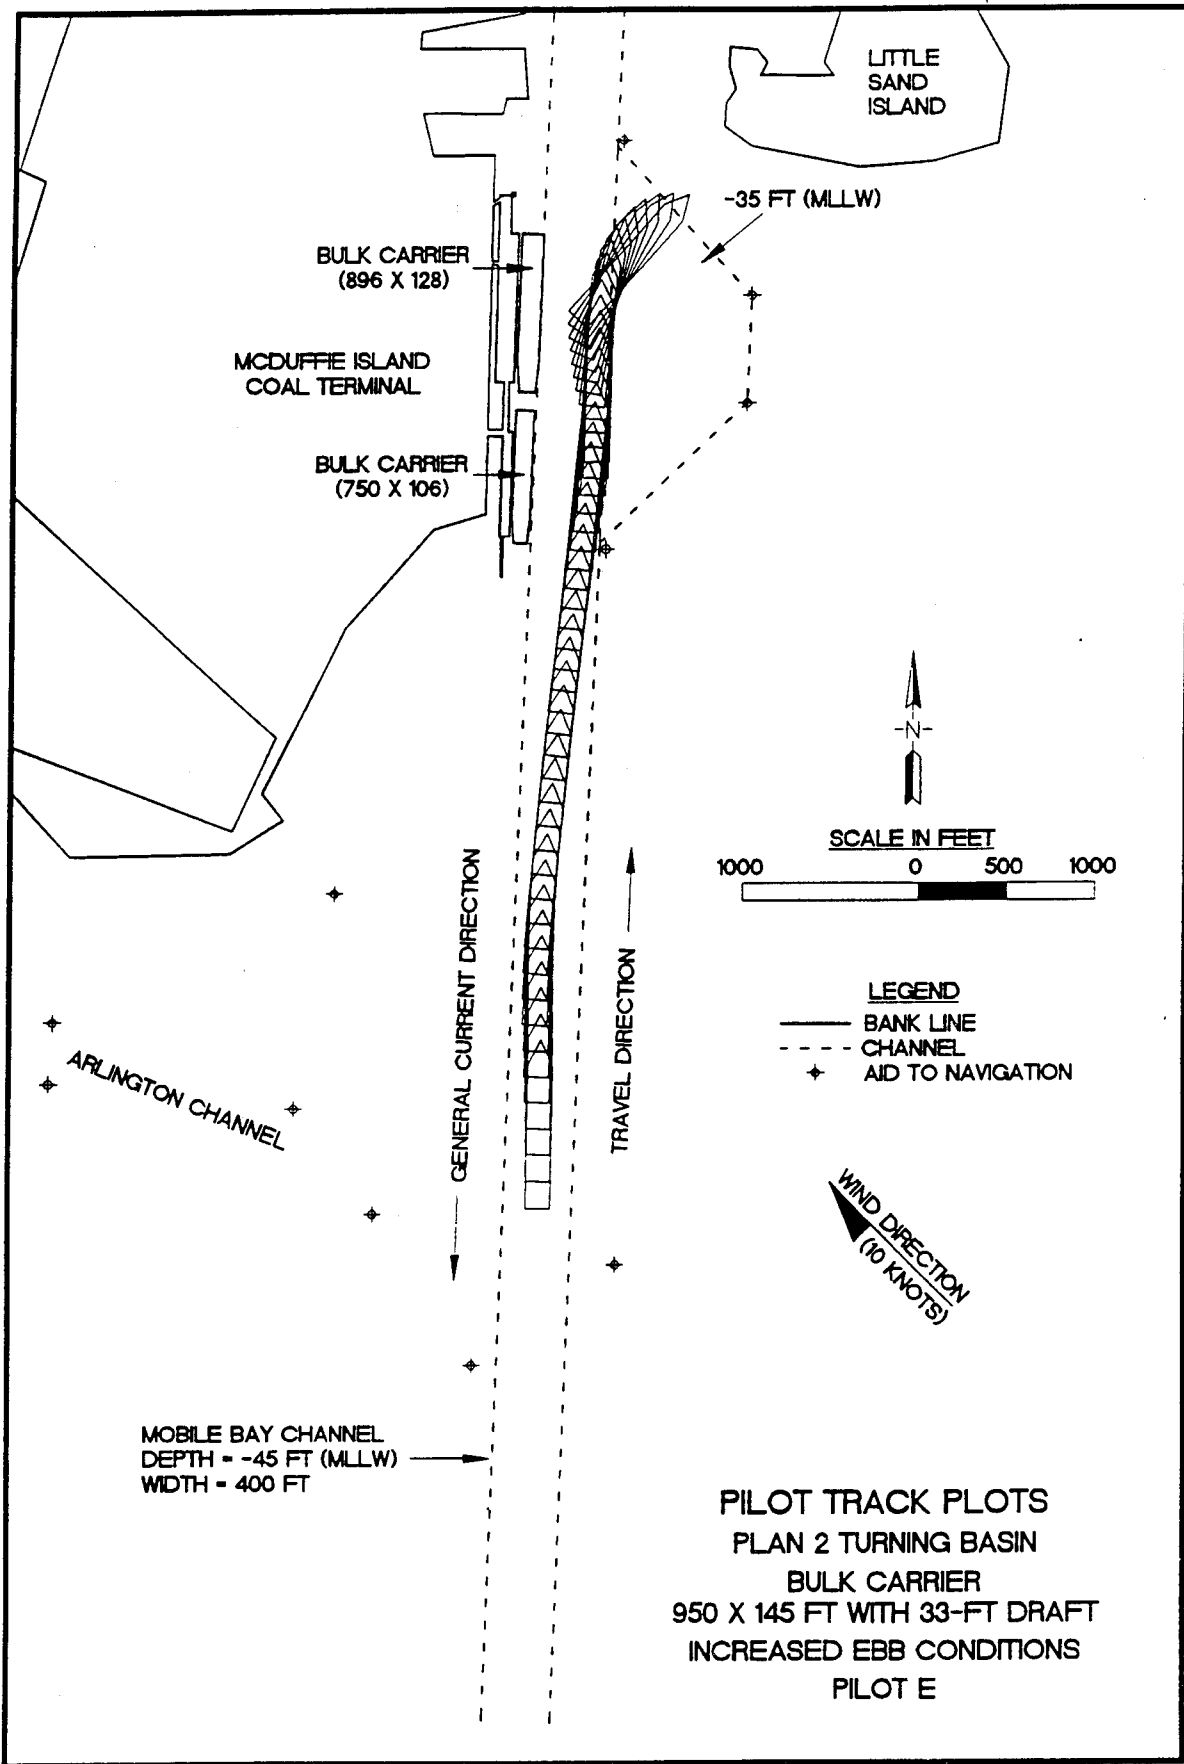 LITTLE
SAND
ISLAND
-35 FT (MLLW)
BULK CARRIER
(896 X 128)
MCDUFFIE ISLAND
COAL TERMINAL
BULK CARRIER
(750 X 106)
-N-
SCALE IN FEET
1000 0 500 1000
GENERAL CURRENT DIRECTION
TRAVEL DIRECTION
LEGEND
BANK LINE
CHANNEL
AID TO NAVIGATION
ARLINGTON CHANNEL
WIND DIRECTION
(10 KNOTS)
MOBILE BAY CHANNEL
DEPTH = -45 FT (MLLW)
WIDTH = 400 FT
PILOT TRACK PLOTS
PLAN 2 TURNING BASIN
BULK CARRIER
950 X 145 FT WITH 33-FT DRAFT
INCREASED EBB CONDITIONS
PILOT E